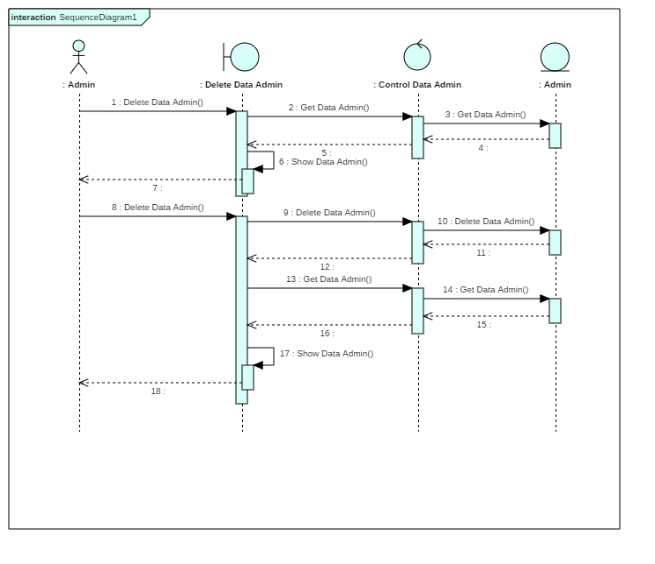 interaction SequenceDiagram1
: Admin
: Delete Data Admin
: Control Data Admin
: Admin
1 : Delete Data Admin()
2 : Get Data Admin()
3 : Get Data Admin()
4 :
5 :
6 : Show Data Admin()
7 :
8 : Delete Data Admin()
9 : Delete Data Admin()
10 : Delete Data Admin()
11 :
12 :
13 : Get Data Admin()
14 : Get Data Admin()
15 :
16 :
17 : Show Data Admin()
18 :